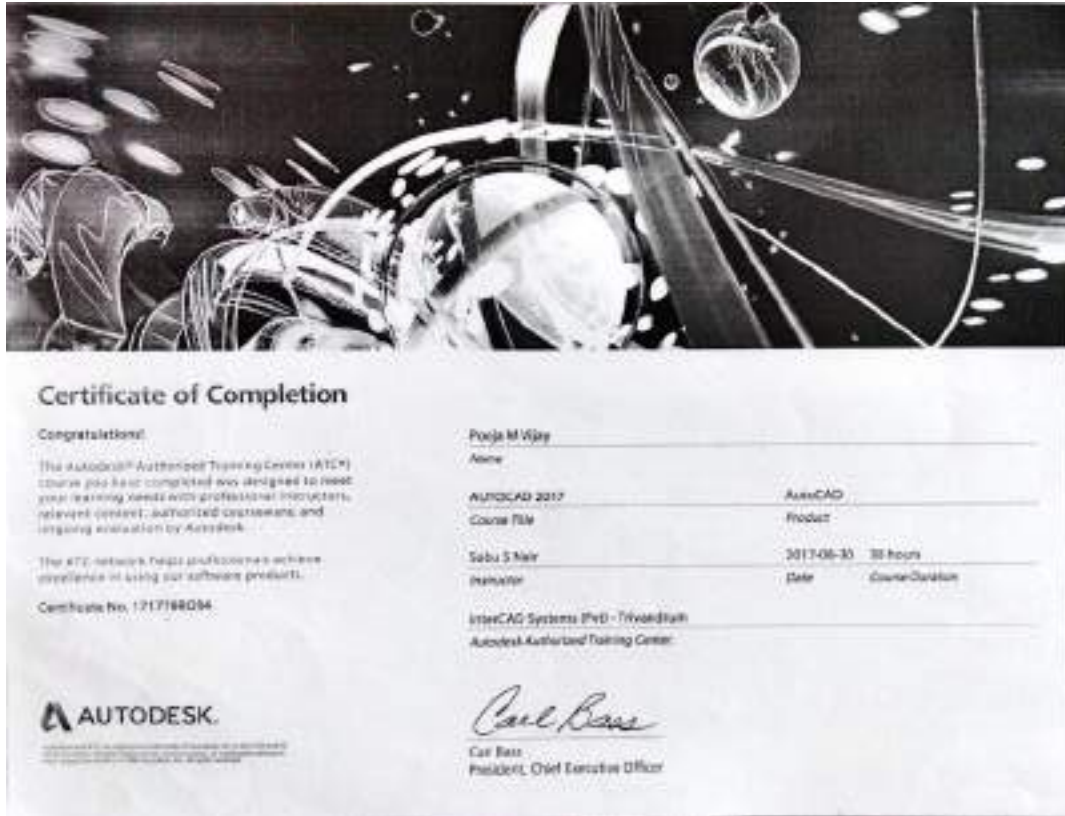 Certificate of Completion
Congratulations!
The Autodesk® Authorized Training Center (ATC®)
course you have completed was designed to meet
your learning needs with professional instructors,
relevant content, authorized courseware, and
ongoing evaluation by Autodesk.
The ATC network helps professionals achieve
excellence in using our software products.
Certificate No.
AUTODESK.
Pooja M Vijay
Name
AUTOCAD 2017 AutoCAD
Course Title Product
Sabu S Nair 2017-06-30 hours
Instructor Date Course Duration
InterCAD Systems (Pvt) - Trivandrum
Autodesk Authorized Training Center
Carl Bass
Carl Bass
President, Chief Executive Officer